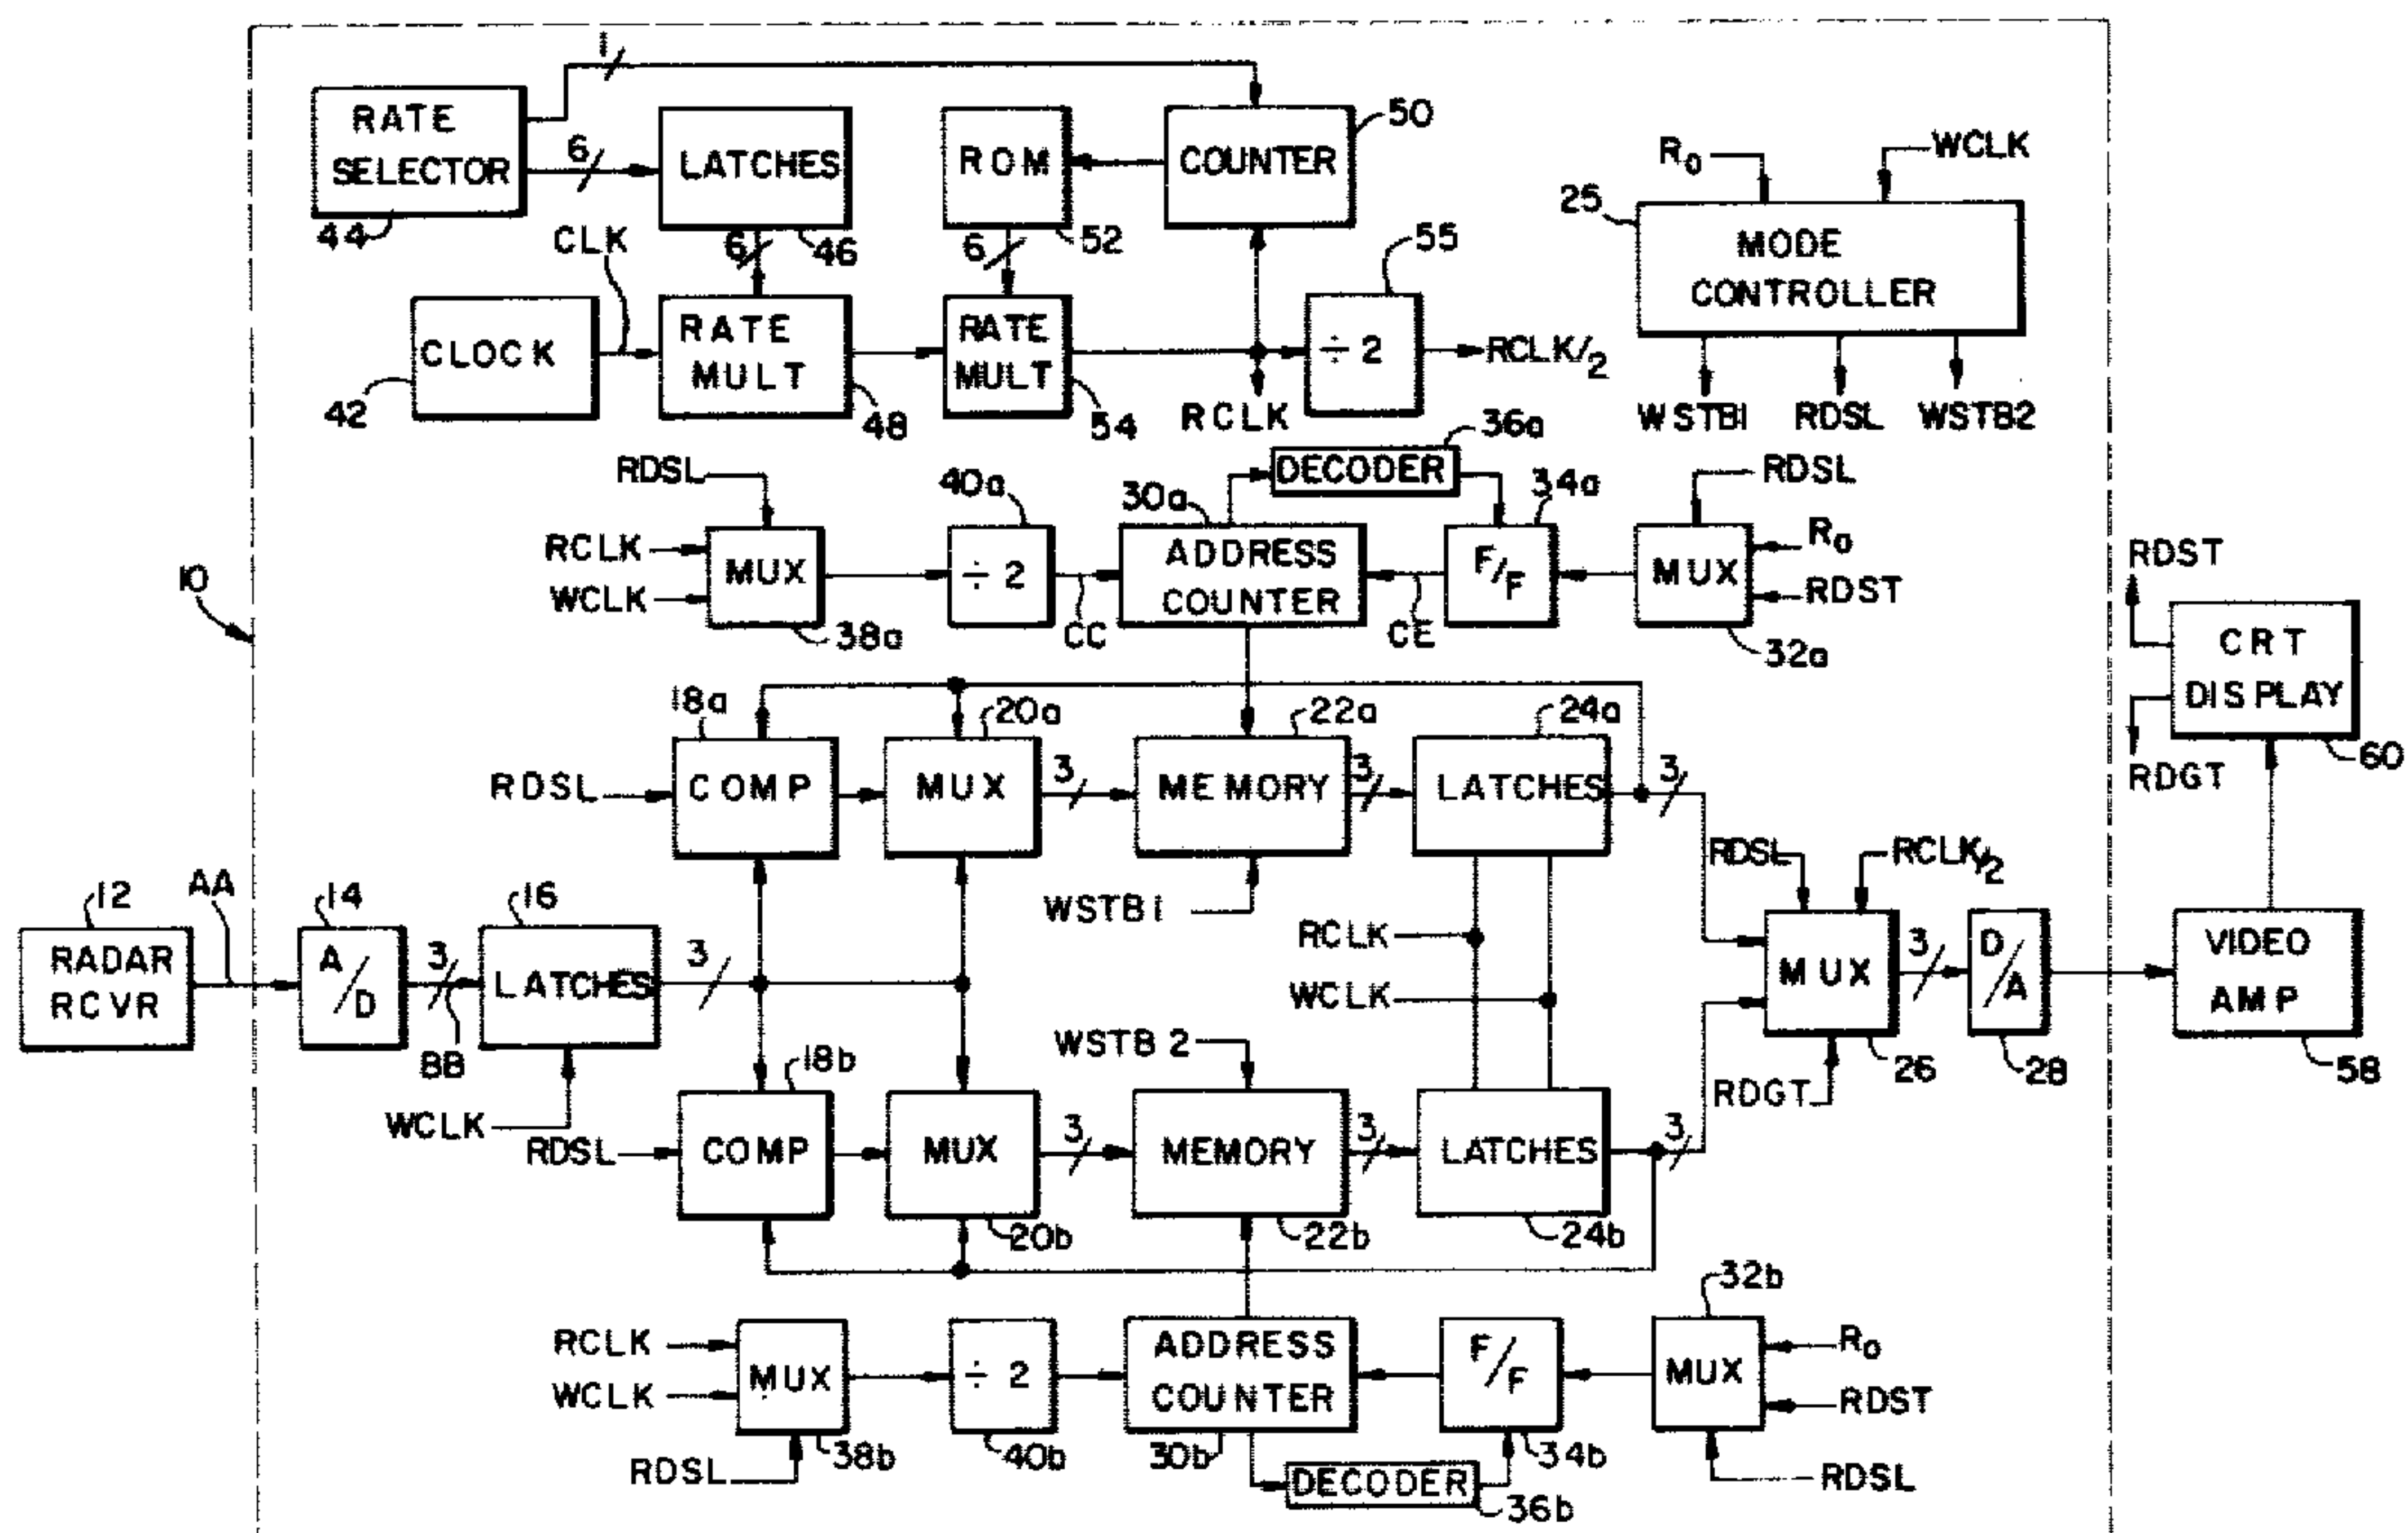 1
RATE
SELECTOR
44
6
LATCHES
46
6
ROM
52
6
COUNTER
50
CLK
CLOCK
42
RATE
MULT
48
RATE
MULT
54
RCLK
÷ 2
55
RCLK/2
R0
WCLK
25
MODE
CONTROLLER
WSTB1
RDSL
WSTB2
10
RDSL
RCLK
WCLK
MUX
38a
40a
÷ 2
CC
30a
ADDRESS
COUNTER
DECODER
36a
CE
34a
F/F
RDSL
MUX
32a
R0
RDST
RDST
CRT
DISPLAY
60
RDGT
18a
RDSL
COMP
20a
MUX
3
22a
MEMORY
3
WSTB1
24a
LATCHES
3
12
RADAR
RCVR
AA
14
A/D
3
BB
16
LATCHES
3
WCLK
RCLK
WCLK
RDSL
RCLK/2
MUX
26
RDGT
3
D/A
28
VIDEO
AMP
58
18b
RDSL
COMP
MUX
20b
3
WSTB 2
MEMORY
22b
3
LATCHES
24b
3
RCLK
WCLK
MUX
38b
RDSL
÷ 2
40b
ADDRESS
COUNTER
30b
DECODER
36b
F/F
34b
32b
MUX
R0
RDST
RDSL